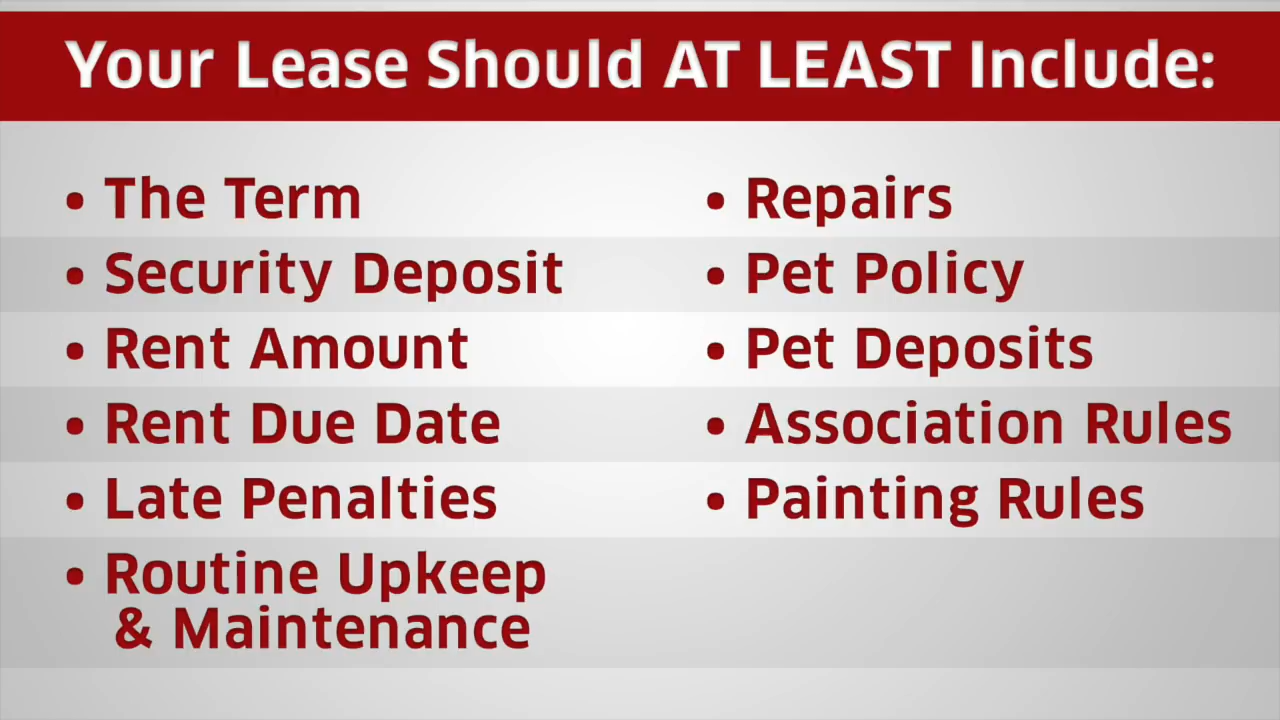 Your Lease Should AT LEAST Include:
• The Term
• Security Deposit
• Rent Amount
• Rent Due Date
• Late Penalties
• Routine Upkeep
& Maintenance
• Repairs
• Pet Policy
• Pet Deposits
• Association Rules
• Painting Rules